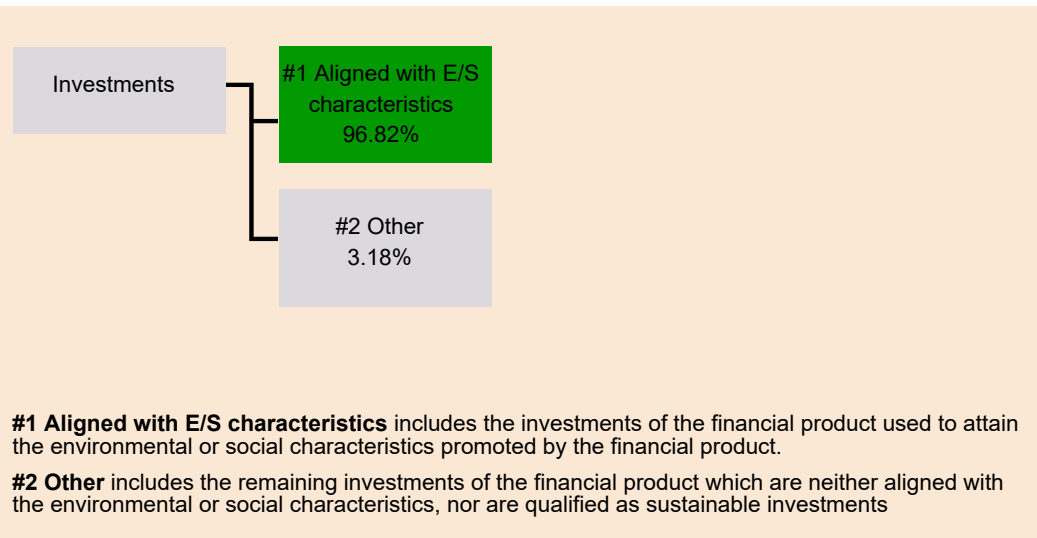 Investments
#1 Aligned with E/S
characteristics
96.82%
#2 Other
3.18%
#1 Aligned with E/S characteristics includes the investments of the financial product used to attain
the environmental or social characteristics promoted by the financial product.
#2 Other includes the remaining investments of the financial product which are neither aligned with
the environmental or social characteristics, nor are qualified as sustainable investments